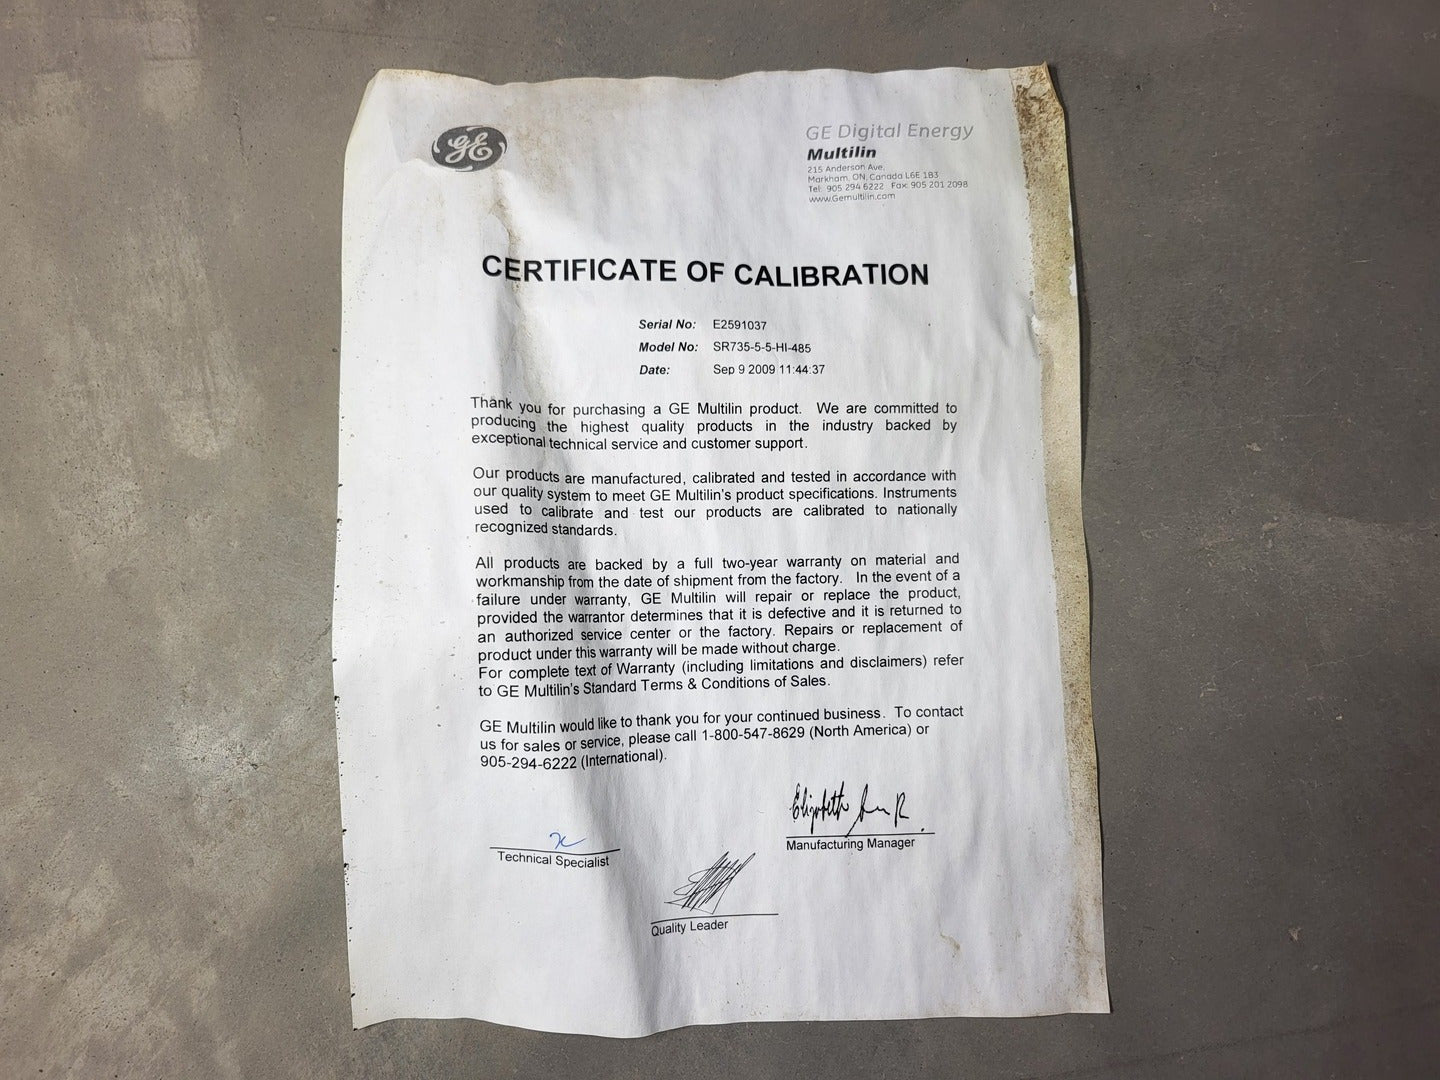 GE
GE Digital Energy
Multilin
215 Anderson Ave,
Markham, ON, Canada L6E 1B3
Tel: 905 294 6222 Fax: 905 201 2098
www.Gemultilin.com
CERTIFICATE OF CALIBRATION
Serial No: E2591037
Model No: SR735-5-5-HI-485
Date: Sep 9 2009 11:44:37
Thank you for purchasing a GE Multilin product. We are committed to
producing the highest quality products in the industry backed by
exceptional technical service and customer support.
Our products are manufactured, calibrated and tested in accordance with
our quality system to meet GE Multilin's product specifications. Instruments
used to calibrate and test our products are calibrated to nationally
recognized standards.
All products are backed by a full two-year warranty on material and
workmanship from the date of shipment from the factory. In the event of a
failure under warranty, GE Multilin will repair or replace the product,
provided the warrantor determines that it is defective and it is returned to
an authorized service center or the factory. Repairs or replacement of
product under this warranty will be made without charge.
For complete text of Warranty (including limitations and disclaimers) refer
to GE Multilin's Standard Terms & Conditions of Sales.
GE Multilin would like to thank you for your continued business. To contact
us for sales or service, please call 1-800-547-8629 (North America) or
905-294-6222 (International).
Elizabeth
Manufacturing Manager
Technical Specialist
Quality Leader